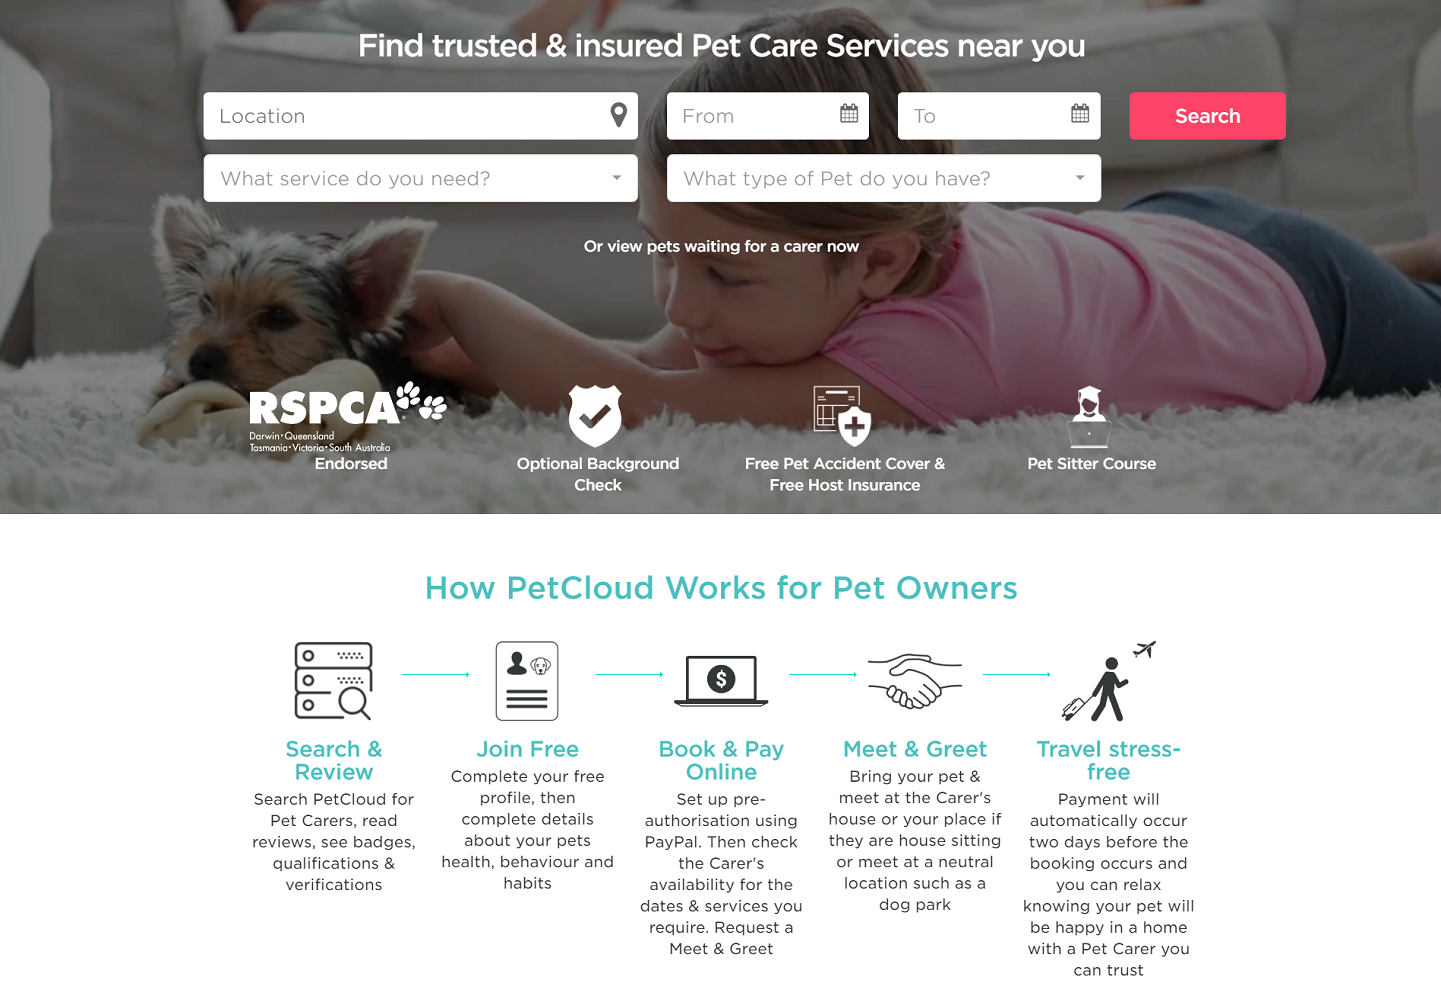 Find trusted & insured Pet Care Services near you
Location
From
To
Search
What service do you need?
What type of Pet do you have?
Or view pets waiting for a carer now
RSPCA
Darwin•Queensland
Tasmania•Victoria•South Australia
Endorsed
Optional Background
Check
Free Pet Accident Cover &
Free Host Insurance
Pet Sitter Course
How PetCloud Works for Pet Owners
$
Search &
Review
Search PetCloud for
Pet Carers, read
reviews, see badges,
qualifications &
verifications
Join Free
Complete your free
profile, then
complete details
about your pets
health, behaviour and
habits
Book & Pay
Online
Set up pre-
authorisation using
PayPal. Then check
the Carer's
availability for the
dates & services you
require. Request a
Meet & Greet
Meet & Greet
Bring your pet &
meet at the Carer's
house or your place if
they are house sitting
or meet at a neutral
location such as a
dog park
Travel stress-
free
Payment will
automatically occur
two days before the
booking occurs and
you can relax
knowing your pet will
be happy in a home
with a Pet Carer you
can trust